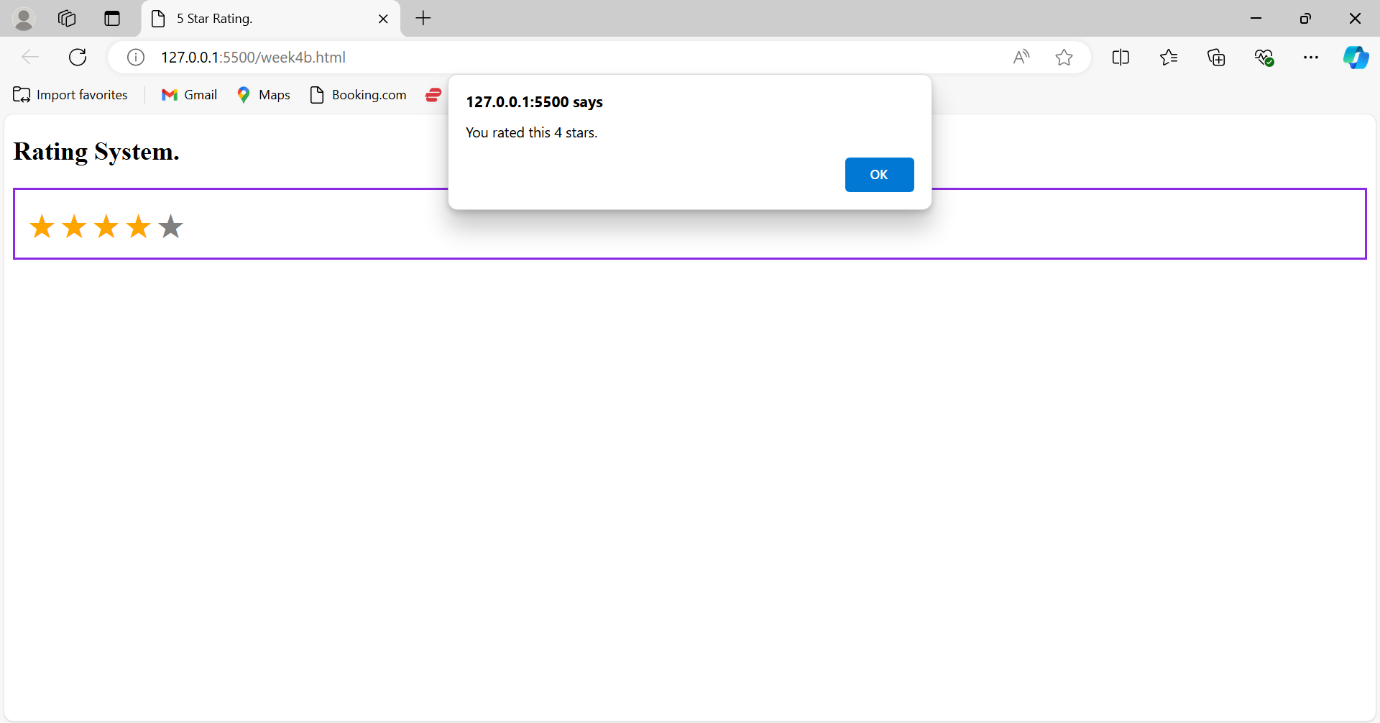 5 Star Rating.
127.0.0.1:5500/week4b.html
Import favorites Gmail Maps Booking.com
127.0.0.1:5500 says
You rated this 4 stars.
OK
Rating System.